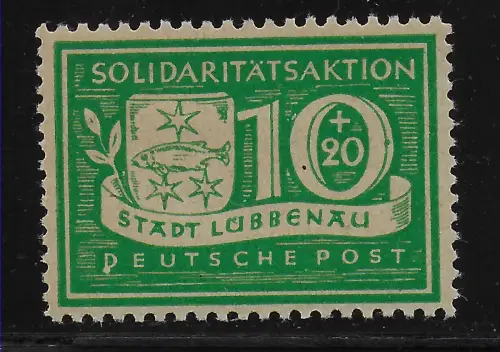 SOLIDARITÄTSAKTION
10
+
20
STADT LÜBBENAU
DEUTSCHE POST